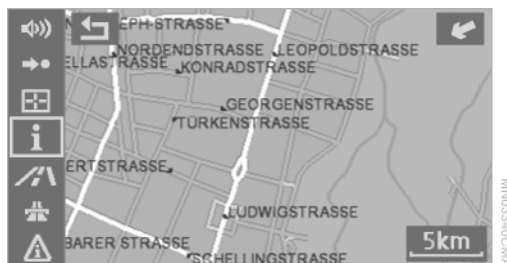 EPH-STRASSE
NORDENDSTRASSE LEOPOLDSTRASSE
ELLASTRASSE KONRADSTRASSE
GEORGENSTRASSE
TÜRKENSTRASSE
i
ERTSTRASSE
LUDWIGSTRASSE
BARER STRASSE
SCHELLINGSTRASSE
5km